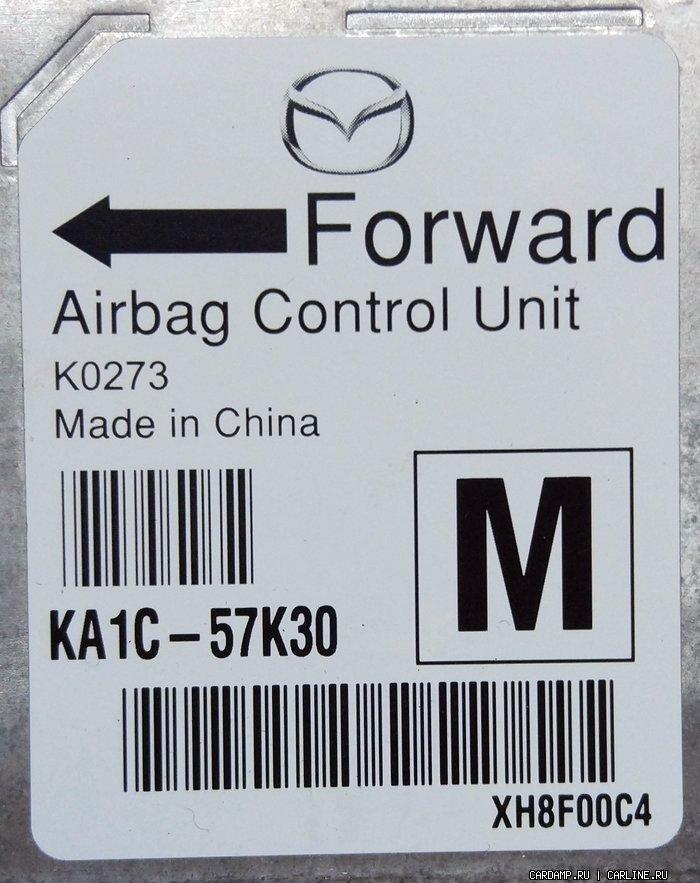 Forward
Airbag Control Unit
K0273
Made in China
M
KA1C-57K30
XH8F00C4
CARDAMP.RU | CARLINE.RU